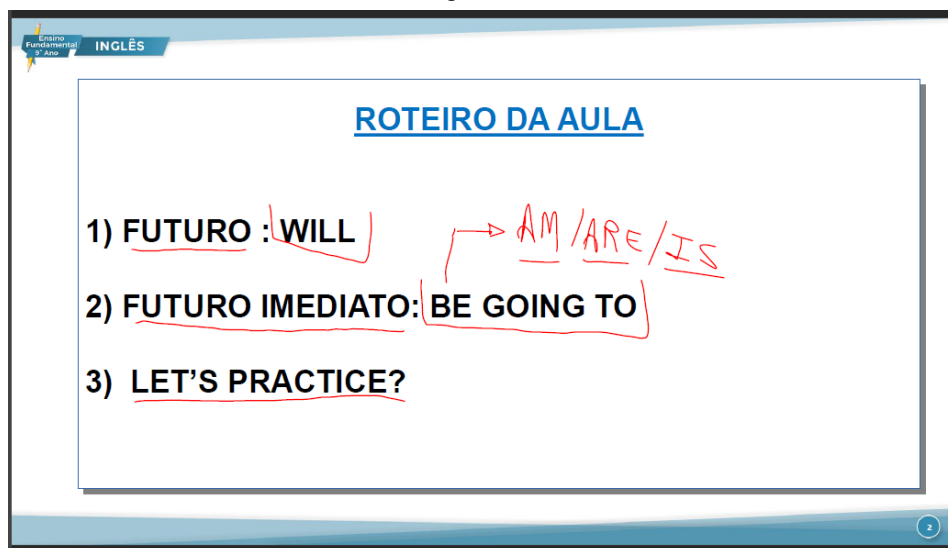 Ensino
Fundamental
9° Ano
INGLÊS
ROTEIRO DA AULA
1) FUTURO : WILL
AM / ARE / IS
2) FUTURO IMEDIATO: BE GOING TO
3) LET'S PRACTICE?
2